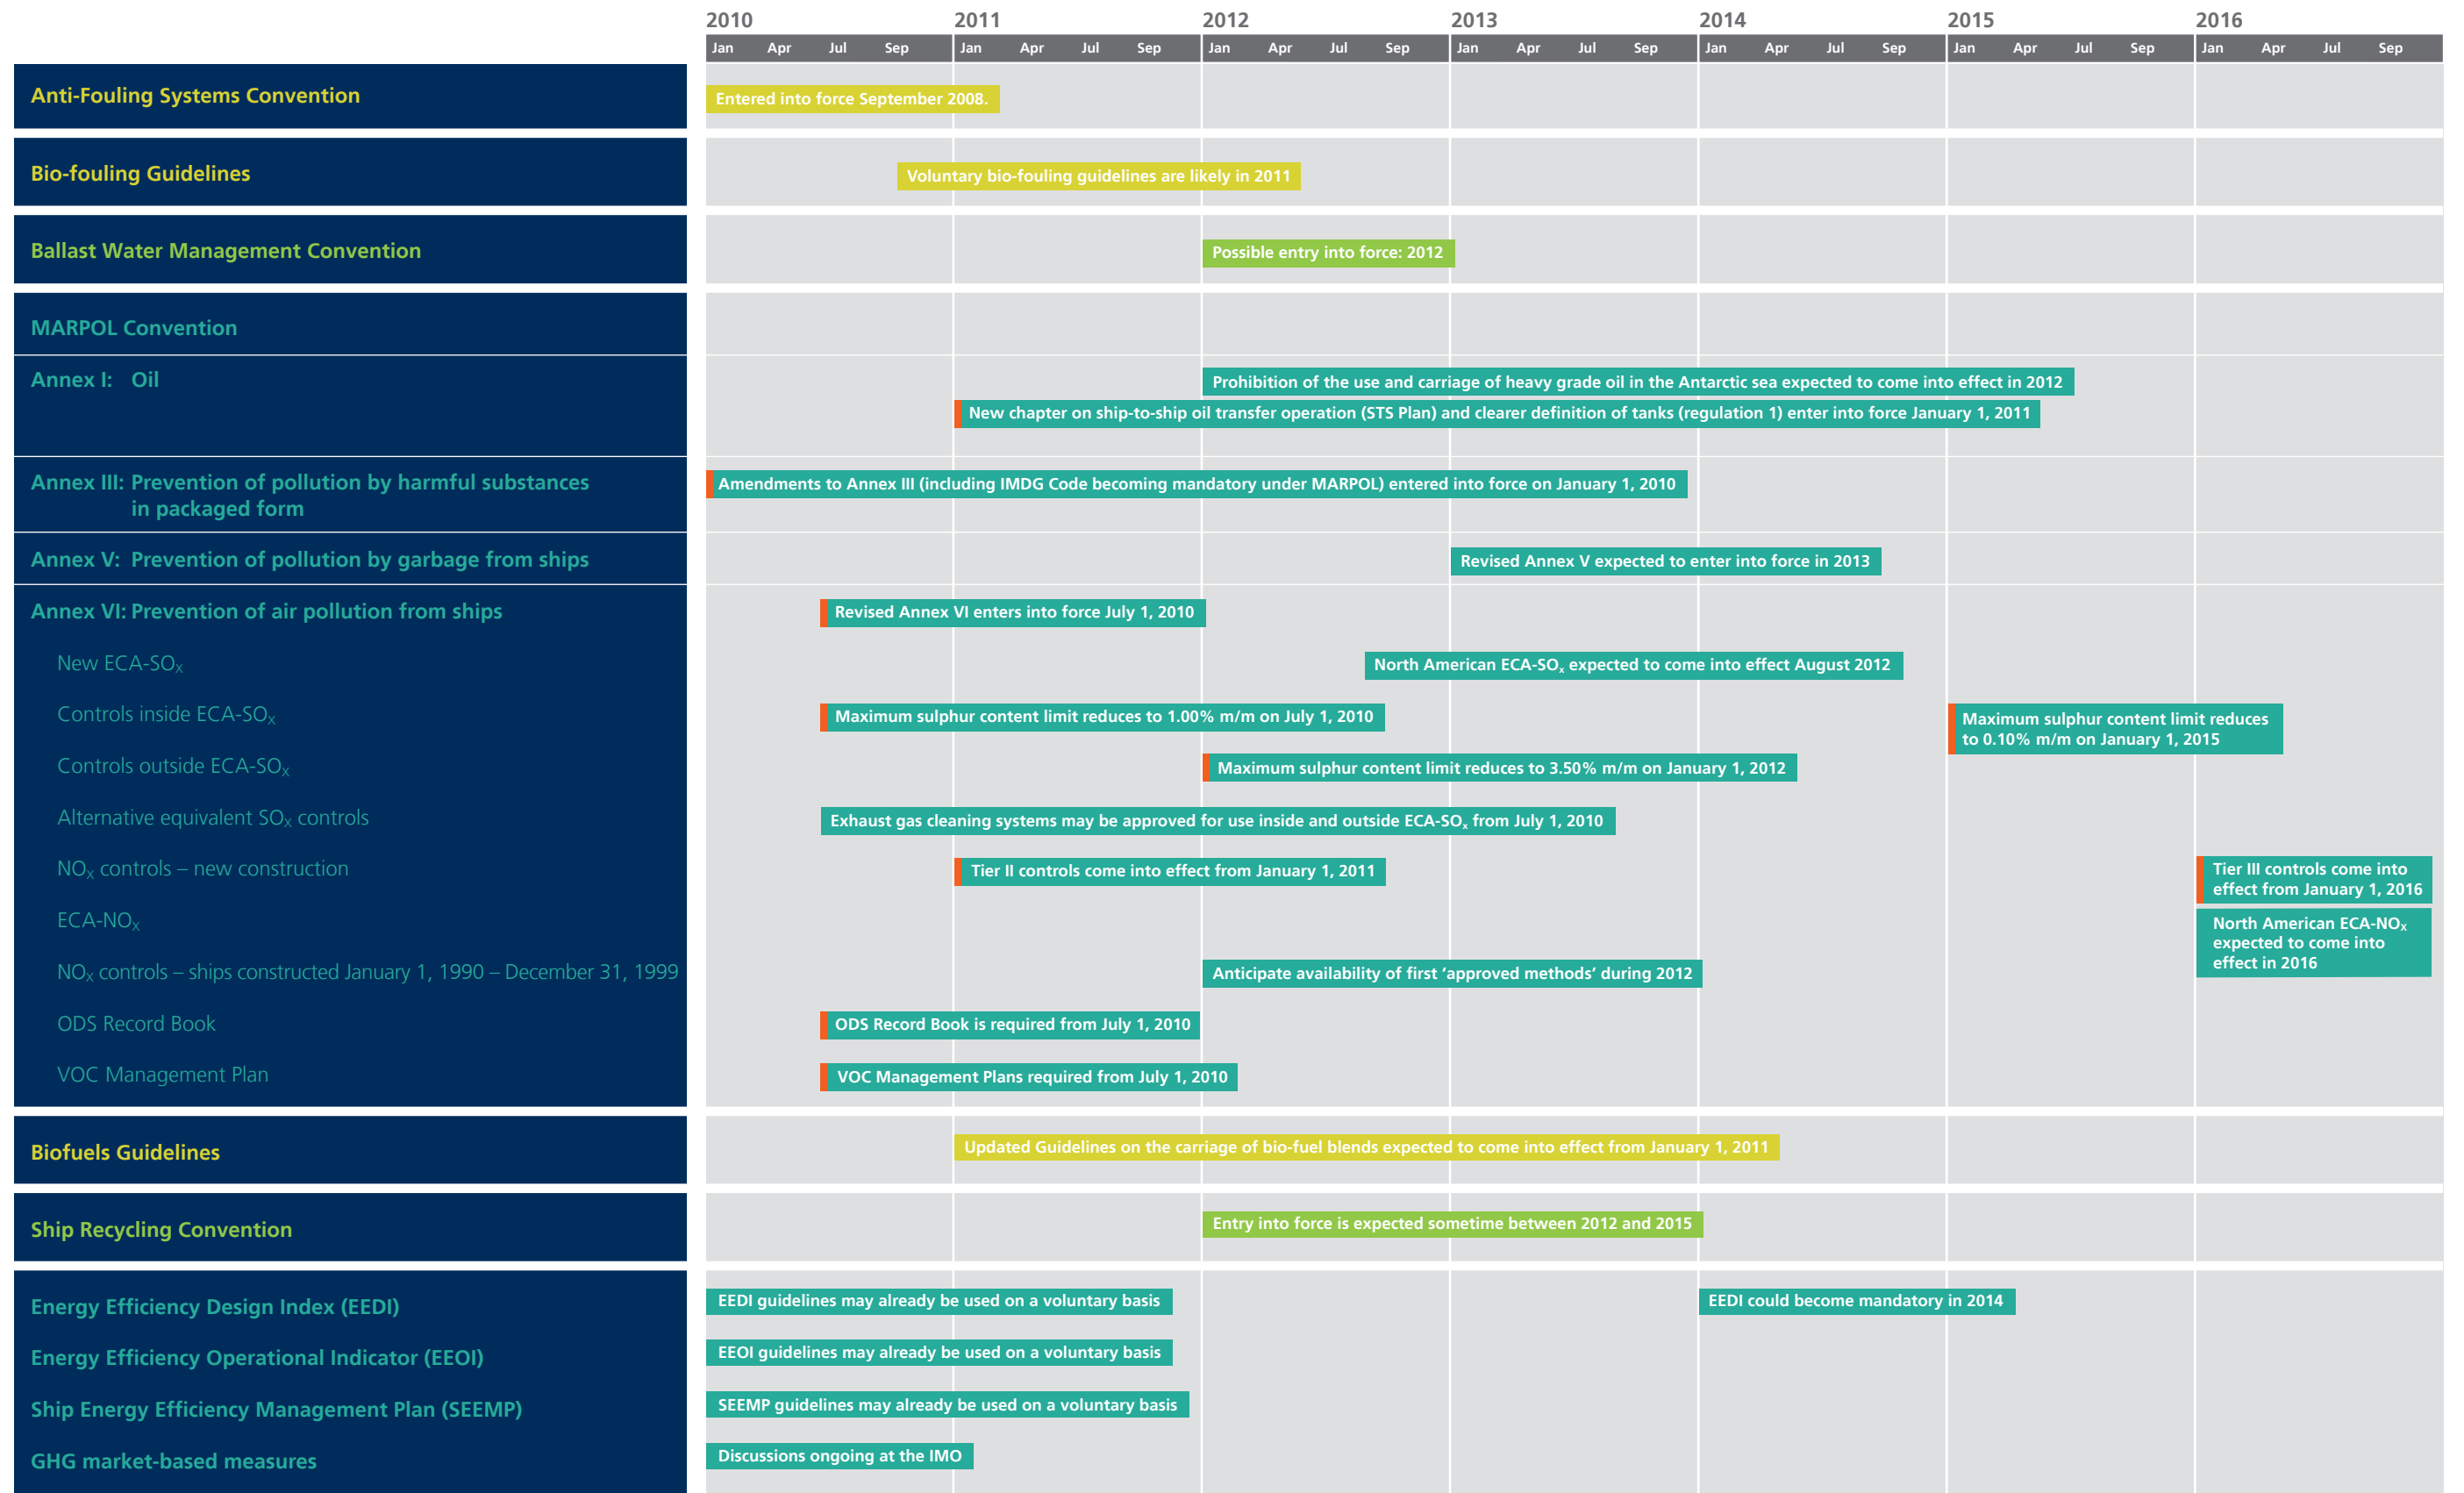 2010 2011 2012 2013 2014 2015 2016
Jan Apr Jul Sep Jan Apr Jul Sep Jan Apr Jul Sep Jan Apr Jul Sep Jan Apr Jul Sep Jan Apr Jul Sep Jan Apr Jul Sep
Anti-Fouling Systems Convention
Entered into force September 2008.
Bio-fouling Guidelines
Voluntary bio-fouling guidelines are likely in 2011
Ballast Water Management Convention
Possible entry into force: 2012
MARPOL Convention
Annex I: Oil
Prohibition of the use and carriage of heavy grade oil in the Antarctic sea expected to come into effect in 2012
New chapter on ship-to-ship oil transfer operation (STS Plan) and clearer definition of tanks (regulation 1) enter into force January 1, 2011
Annex III: Prevention of pollution by harmful substances
in packaged form
Amendments to Annex III (including IMDG Code becoming mandatory under MARPOL) entered into force on January 1, 2010
Annex V: Prevention of pollution by garbage from ships
Revised Annex V expected to enter into force in 2013
Annex VI: Prevention of air pollution from ships
Revised Annex VI enters into force July 1, 2010
New ECA-SOX
North American ECA-SOx expected to come into effect August 2012
Controls inside ECA-SOX
Maximum sulphur content limit reduces to 1.00% m/m on July 1, 2010
Maximum sulphur content limit reduces
to 0.10% m/m on January 1, 2015
Controls outside ECA-SOX
Maximum sulphur content limit reduces to 3.50% m/m on January 1, 2012
Alternative equivalent SOX controls
Exhaust gas cleaning systems may be approved for use inside and outside ECA-SOx from July 1, 2010
NOX controls – new construction
Tier II controls come into effect from January 1, 2011
Tier III controls come into
effect from January 1, 2016
ECA-NOX
North American ECA-NOX
expected to come into
effect in 2016
NOX controls – ships constructed January 1, 1990 – December 31, 1999
Anticipate availability of first ‘approved methods’ during 2012
ODS Record Book
ODS Record Book is required from July 1, 2010
VOC Management Plan
VOC Management Plans required from July 1, 2010
Biofuels Guidelines
Updated Guidelines on the carriage of bio-fuel blends expected to come into effect from January 1, 2011
Ship Recycling Convention
Entry into force is expected sometime between 2012 and 2015
Energy Efficiency Design Index (EEDI)
EEDI guidelines may already be used on a voluntary basis
EEDI could become mandatory in 2014
Energy Efficiency Operational Indicator (EEOI)
EEOI guidelines may already be used on a voluntary basis
Ship Energy Efficiency Management Plan (SEEMP)
SEEMP guidelines may already be used on a voluntary basis
GHG market-based measures
Discussions ongoing at the IMO